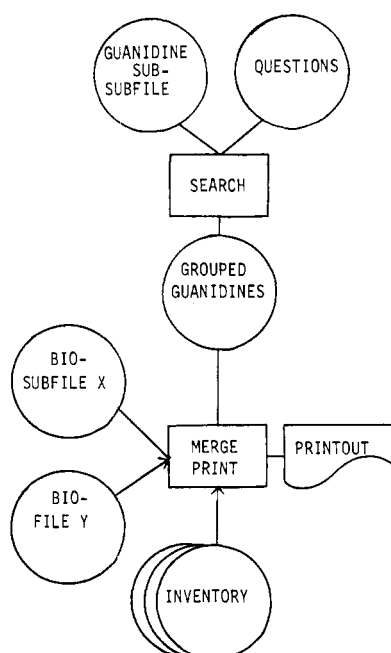 GUANIDINE
SUB-
SUBFILE
QUESTIONS
SEARCH
GROUPED
GUANIDINES
BIO-
SUBFILE X
MERGE
PRINT
PRINTOUT
BIO-
FILE Y
INVENTORY